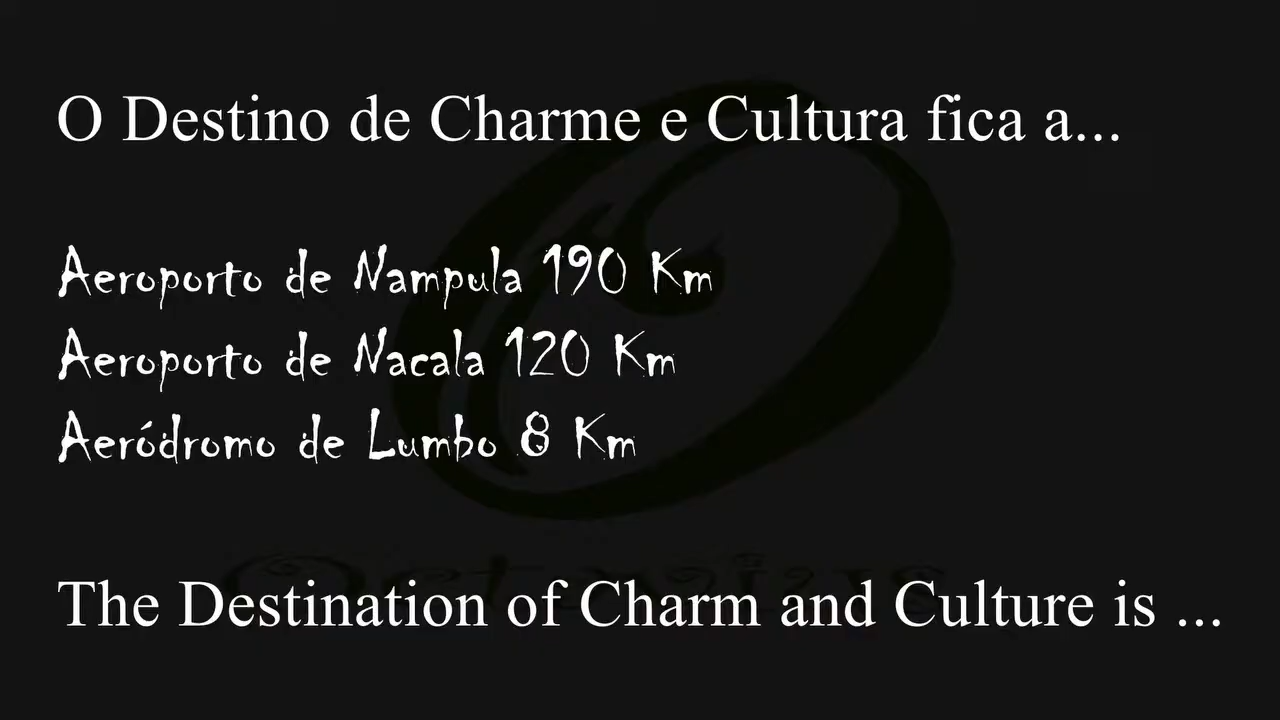 O Destino de Charme e Cultura fica a...
Aeroporto de Nampula 190 Km
Aeroporto de Nacala 120 Km
Aeródromo de Lumbo 8 Km
The Destination of Charm and Culture is ...